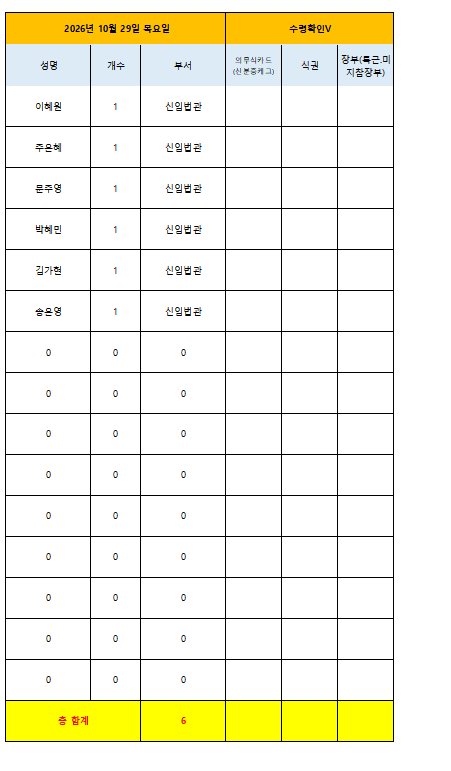 2026년 10월 29일 목요일 수령확인V
성명 개수 부서 의무식카드 (신분증케그) 식권 장부(특근.미지참장부)
이혜원 1 신임법관
주은혜 1 신임법관
문주영 1 신임법관
박혜민 1 신임법관
김가현 1 신임법관
송은영 1 신임법관
0 0 0
0 0 0
0 0 0
0 0 0
0 0 0
0 0 0
0 0 0
0 0 0
0 0 0
총 합계 6